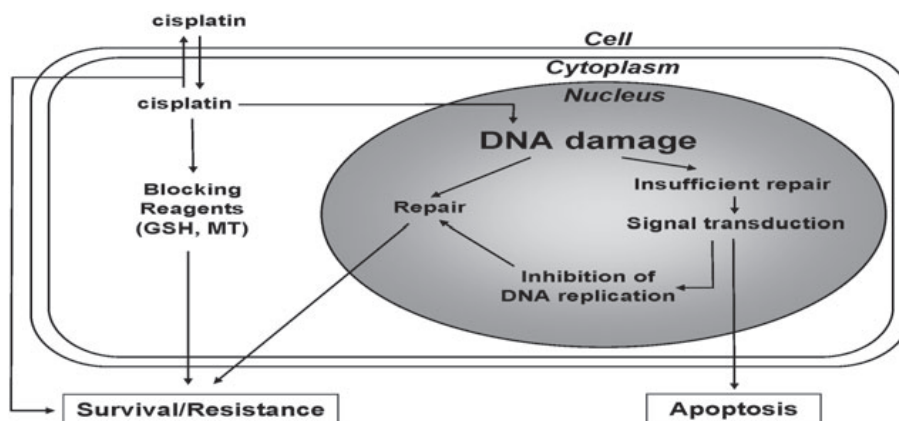 cisplatin
Cell
Cytoplasm
Nucleus
cisplatin
DNA damage
Blocking
Reagents
(GSH, MT)
Repair
Insufficient repair
Signal transduction
Inhibition of
DNA replication
Survival/Resistance
Apoptosis